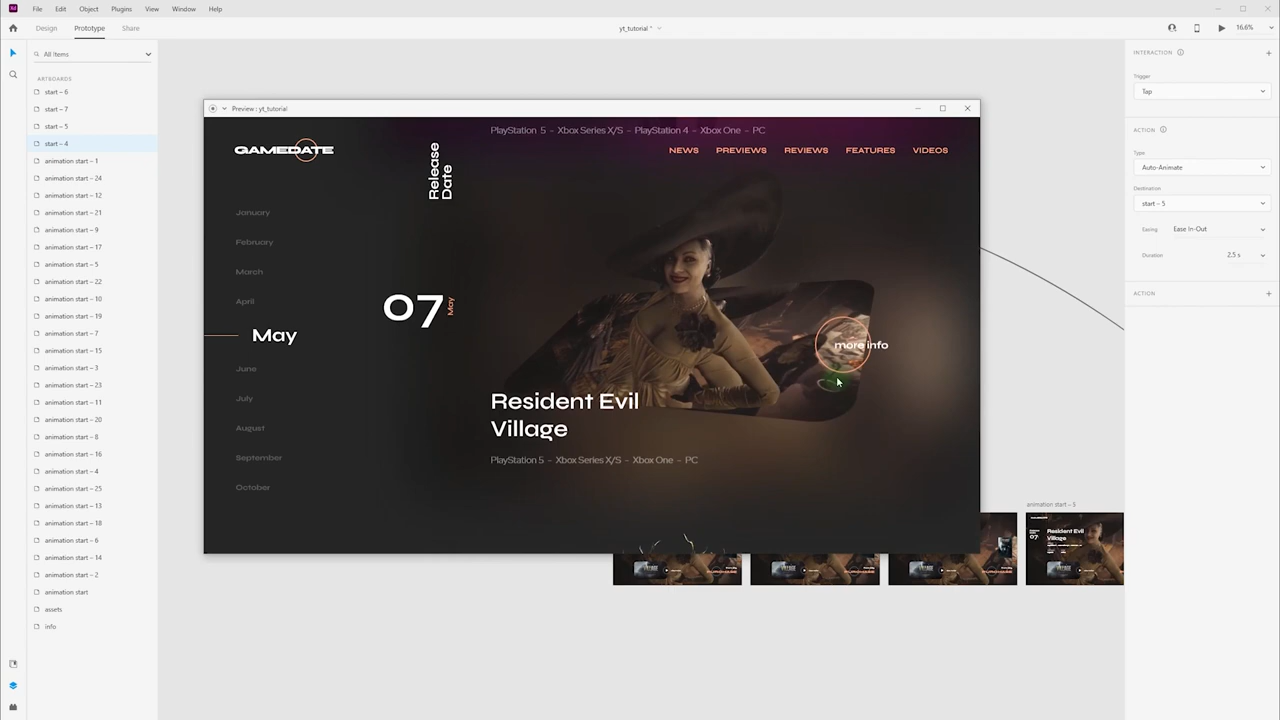 File Edit Object Plugins View Window Help
Design Prototype Share
yt_tutorial *
16.6%
All Items
ARTBOARDS
start – 6
start – 7
start – 5
start – 4
animation start – 1
animation start – 24
animation start – 12
animation start – 21
animation start – 9
animation start – 17
animation start – 5
animation start – 22
animation start – 10
animation start – 19
animation start – 7
animation start – 15
animation start – 3
animation start – 23
animation start – 11
animation start – 20
animation start – 8
animation start – 16
animation start – 4
animation start – 25
animation start – 13
animation start – 18
animation start – 6
animation start – 14
animation start – 2
animation start
assets
info
Preview : yt_tutorial
PlayStation 5 - Xbox Series X/S - PlayStation 4 - Xbox One - PC
GAMEDATE
NEWS PREVIEWS REVIEWS FEATURES VIDEOS
Release
Date
January
February
March
April
May
June
July
August
September
October
07
May
more info
Resident Evil
Village
PlayStation 5 - Xbox Series X/S - Xbox One - PC
animation start – 5
Resident Evil
Village
07
INTERACTION
Trigger
Tap
ACTION
Type
Auto-Animate
Destination
start – 5
Easing Ease In-Out
Duration 2.5 s
ACTION